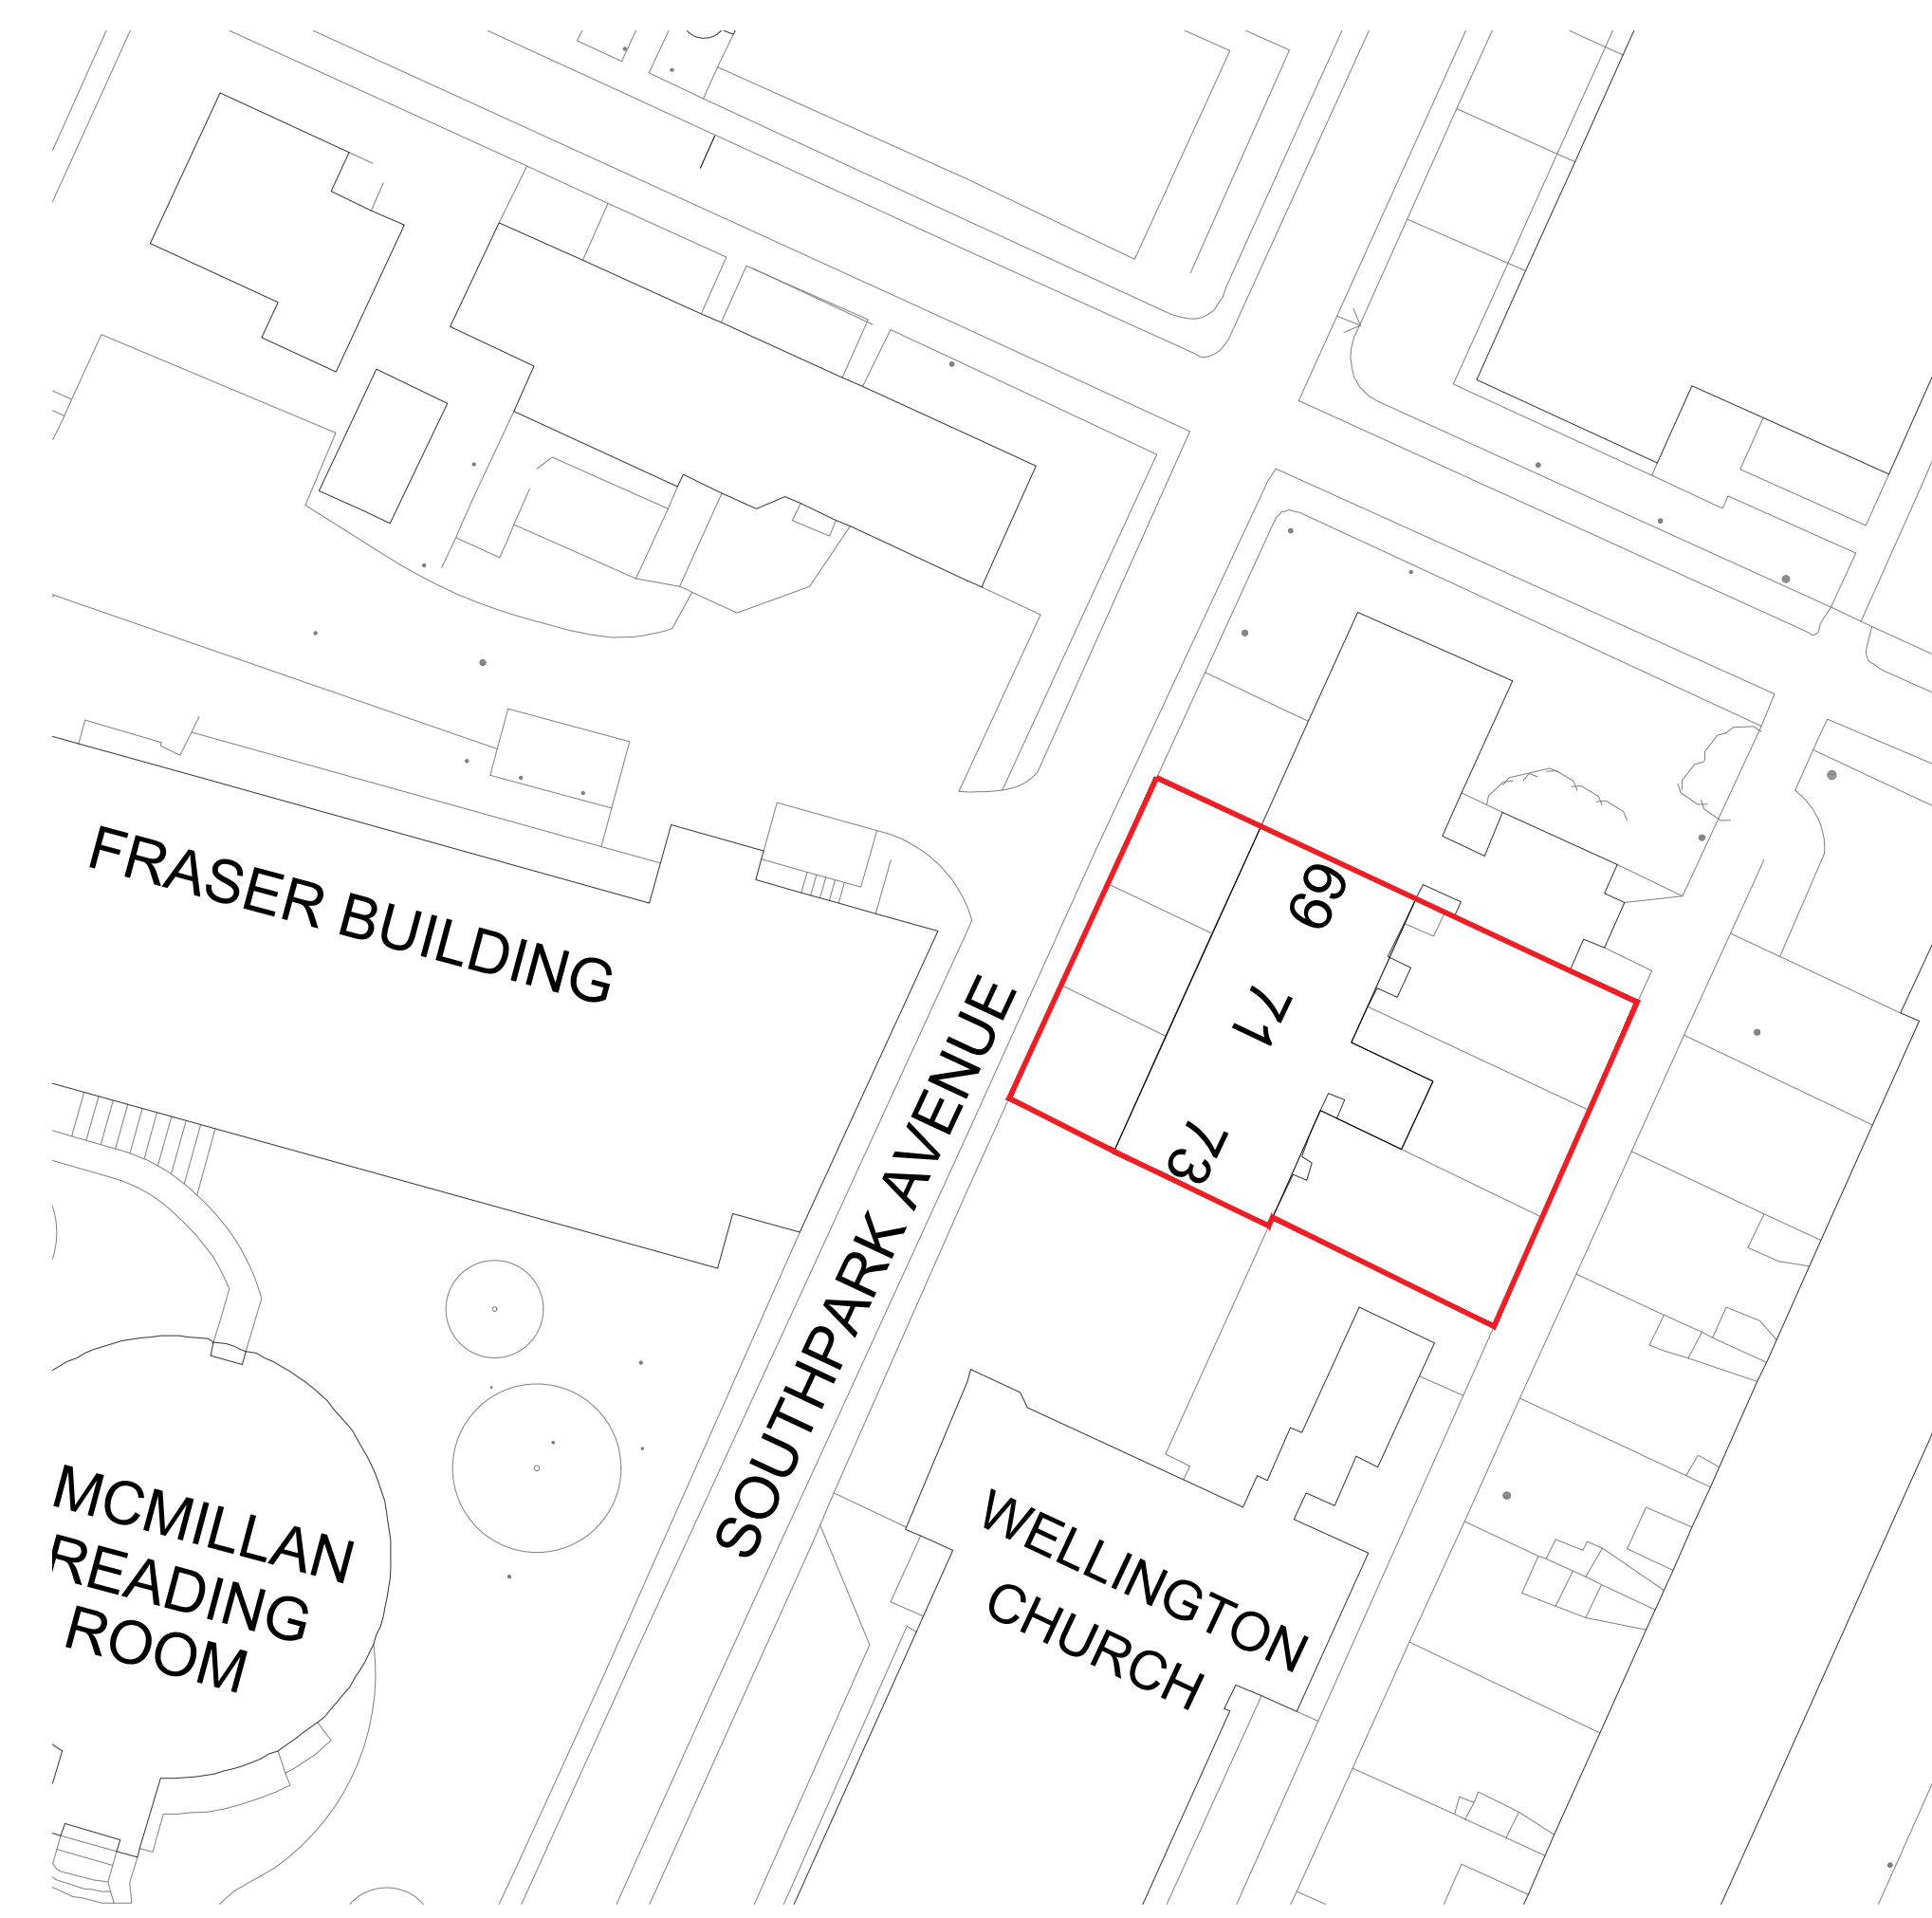 FRASER BUILDING
69
71
73
SOUTHPARK AVENUE
MCMILLAN
READING
ROOM
WELLINGTON
CHURCH